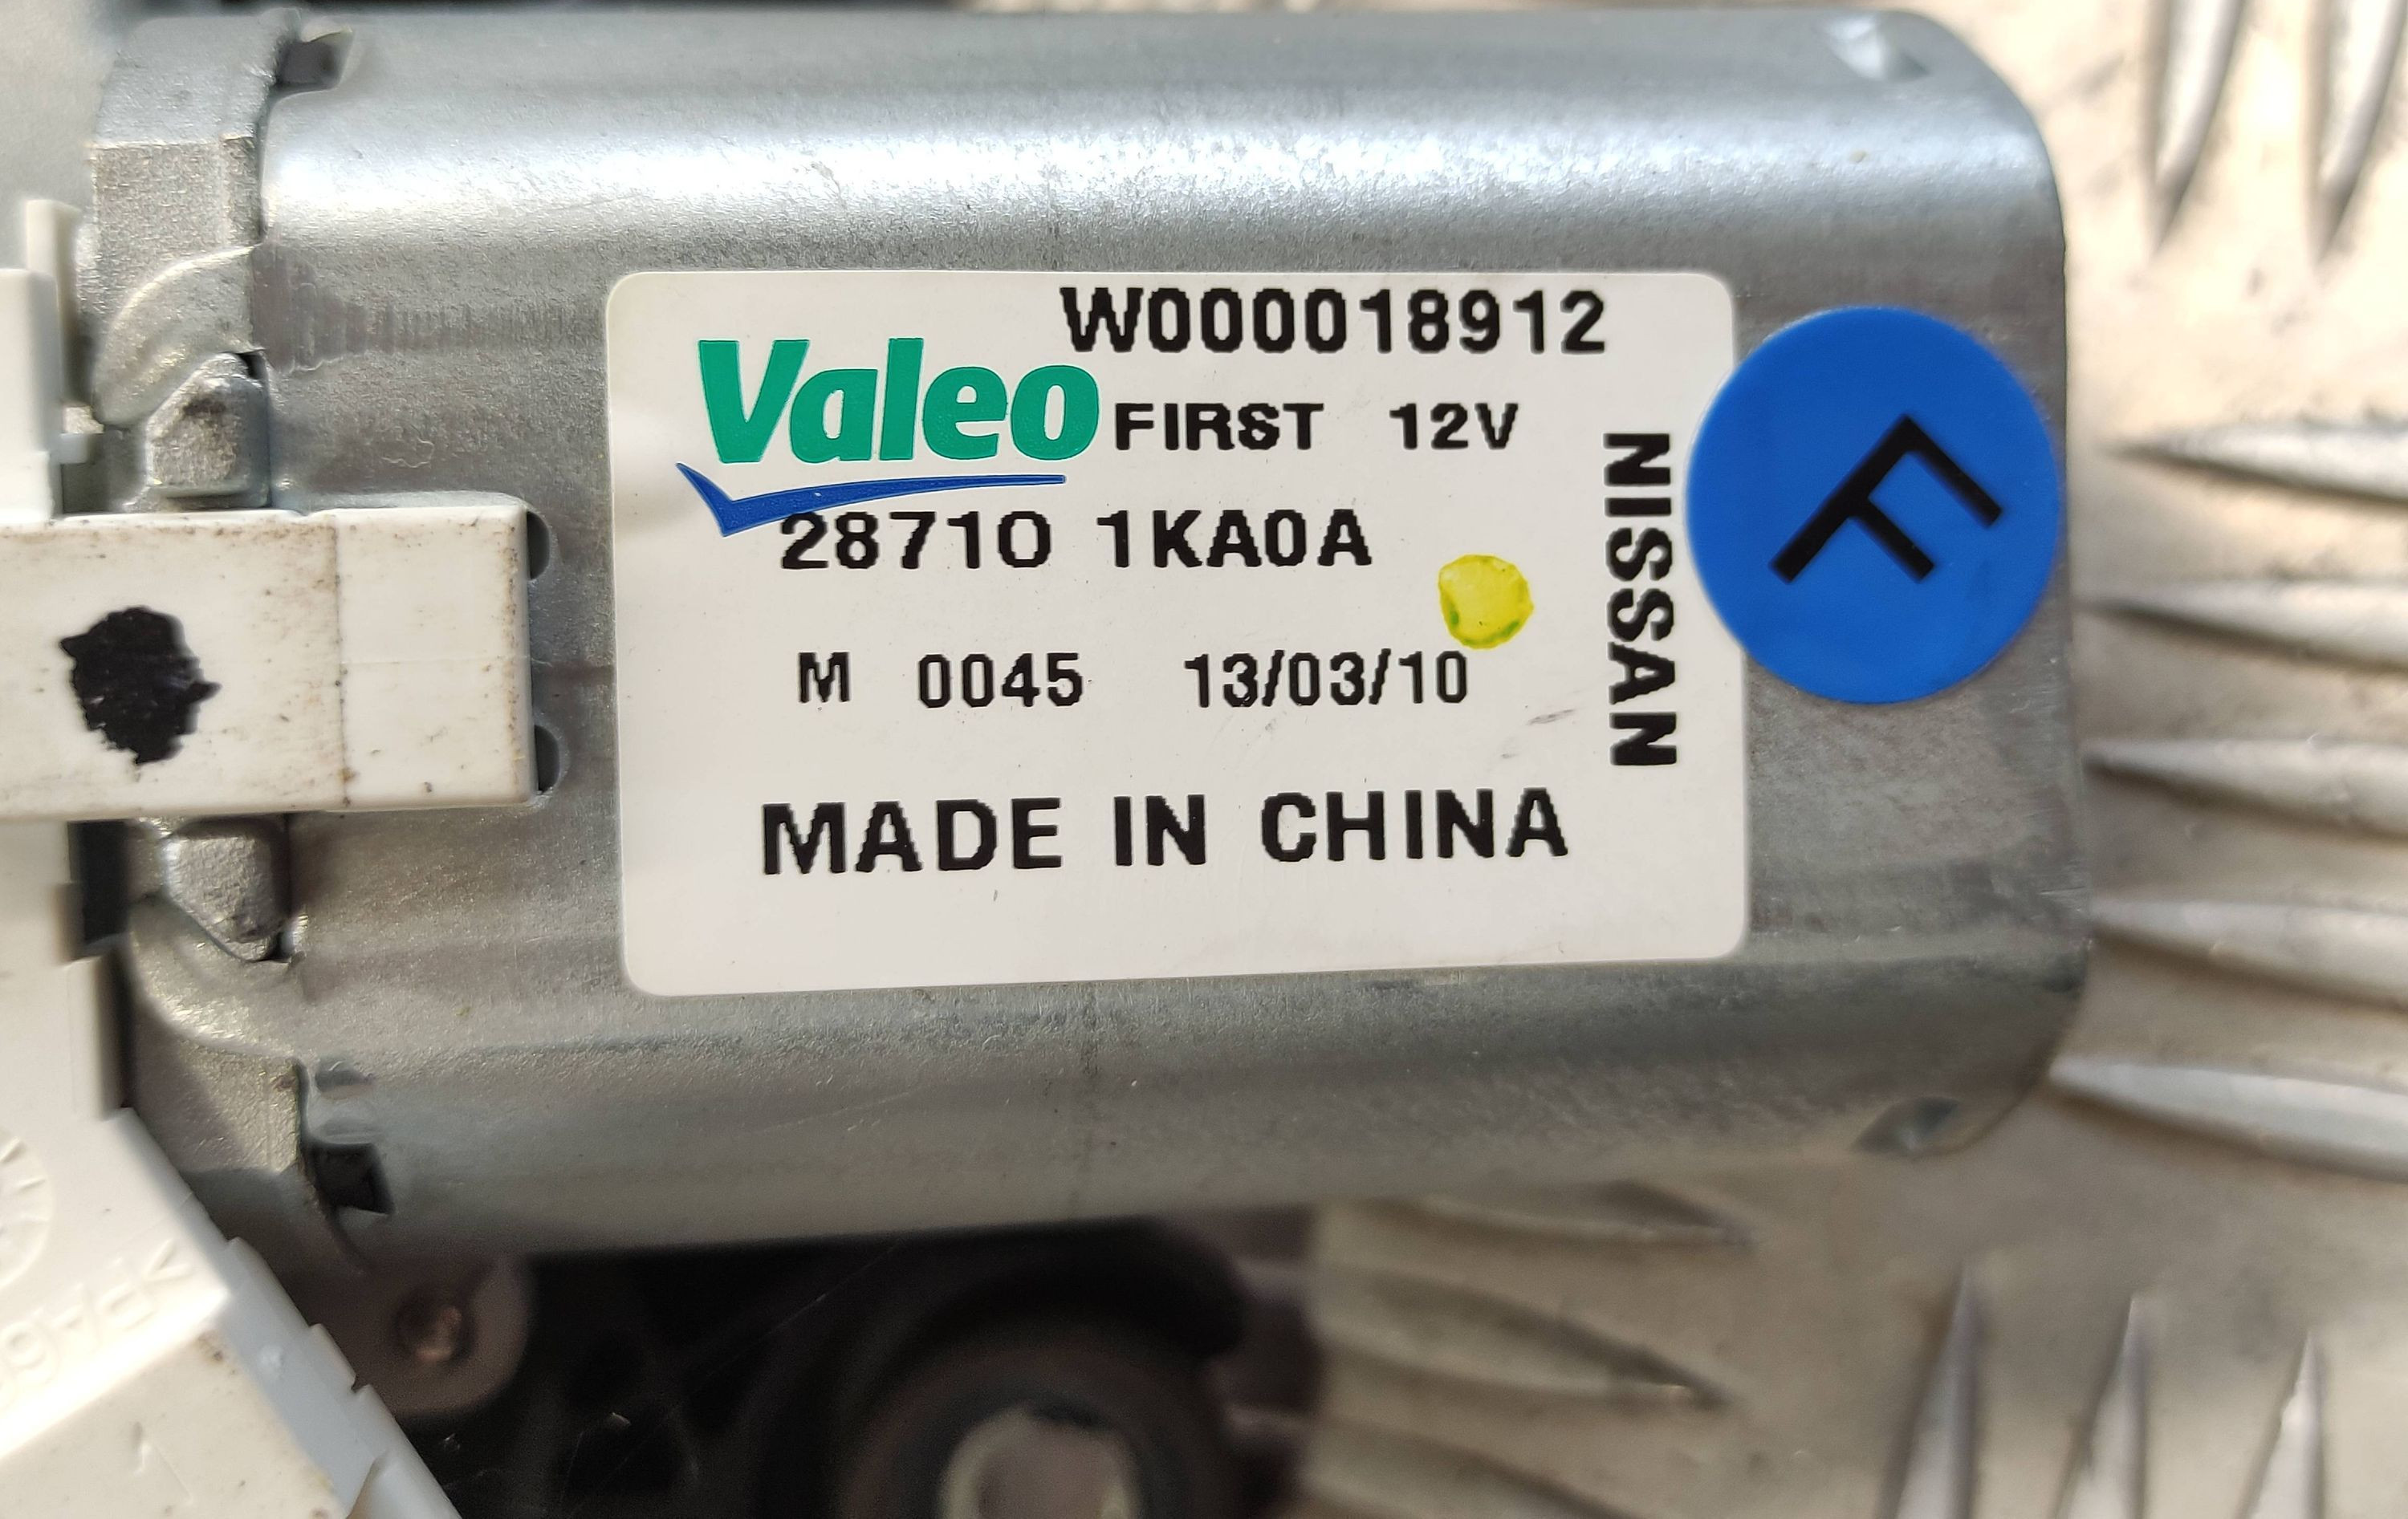 W000018912
Valeo FIRST 12V
28710 1KA0A
M 0045 13/03/10
MADE IN CHINA
NISSAN
F